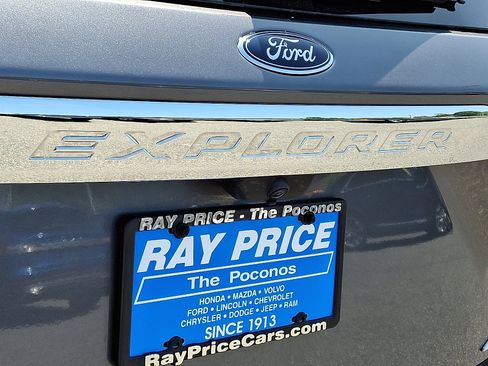 Ford
EXPLORER
RAY PRICE - The Poconos
RAY PRICE
The Poconos
HONDA • MAZDA • VOLVO
FORD • LINCOLN • CHEVROLET
CHRYSLER • DODGE • JEEP • RAM
SINCE 1913
RayPriceCars.com